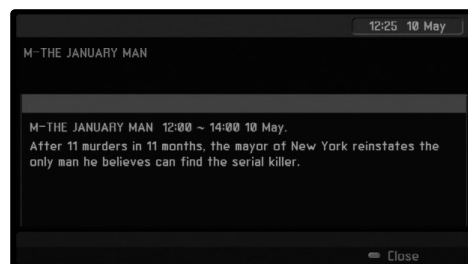 12:25 10 May
M-THE JANUARY MAN
M-THE JANUARY MAN 12:00 ~ 14:00 10 May.
After 11 murders in 11 months, the mayor of New York reinstates the
only man he believes can find the serial killer.
Close